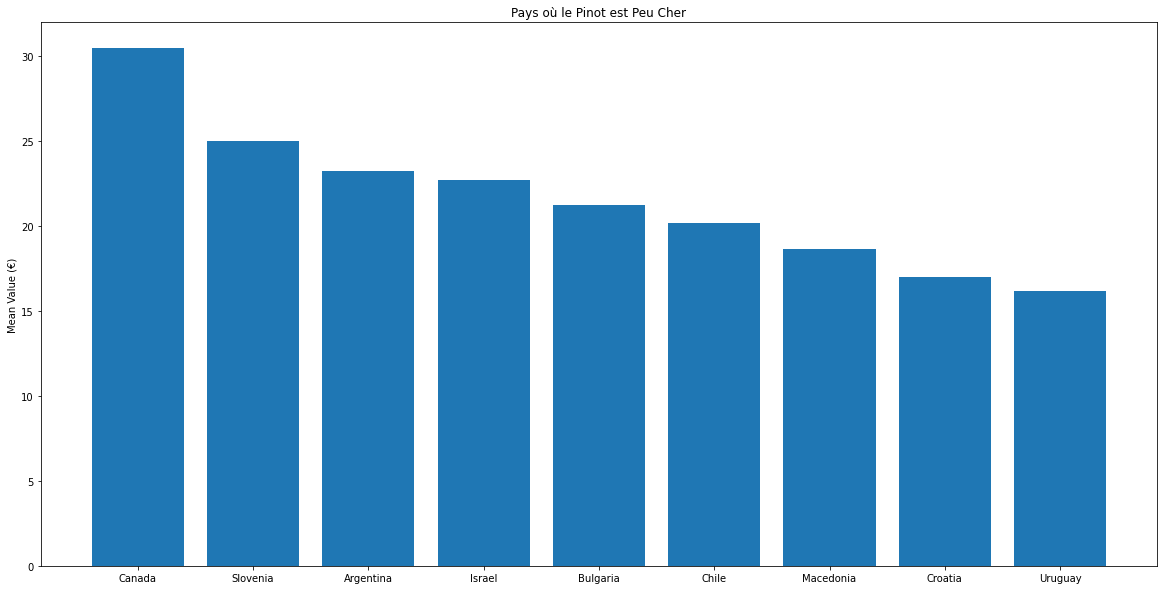 Pays où le Pinot est Peu Cher
Mean Value (€)
30
25
20
15
10
5
0
Canada Slovenia Argentina Israel Bulgaria Chile Macedonia Croatia Uruguay